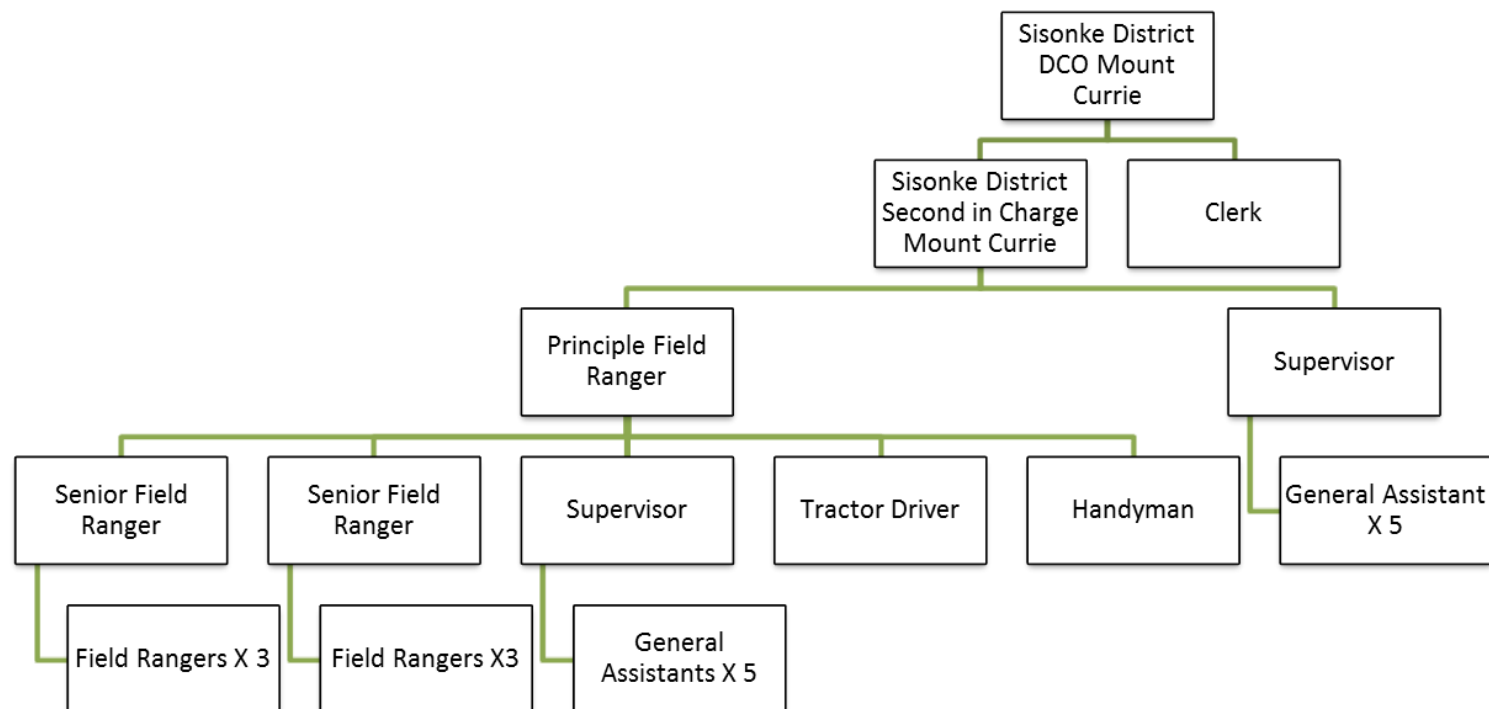 Sisonke District
DCO Mount
Currie
Sisonke District
Second in Charge
Mount Currie
Clerk
Principle Field
Ranger
Supervisor
Senior Field
Ranger
Senior Field
Ranger
Supervisor
Tractor Driver
Handyman
General Assistant
X 5
Field Rangers X 3
Field Rangers X3
General
Assistants X 5